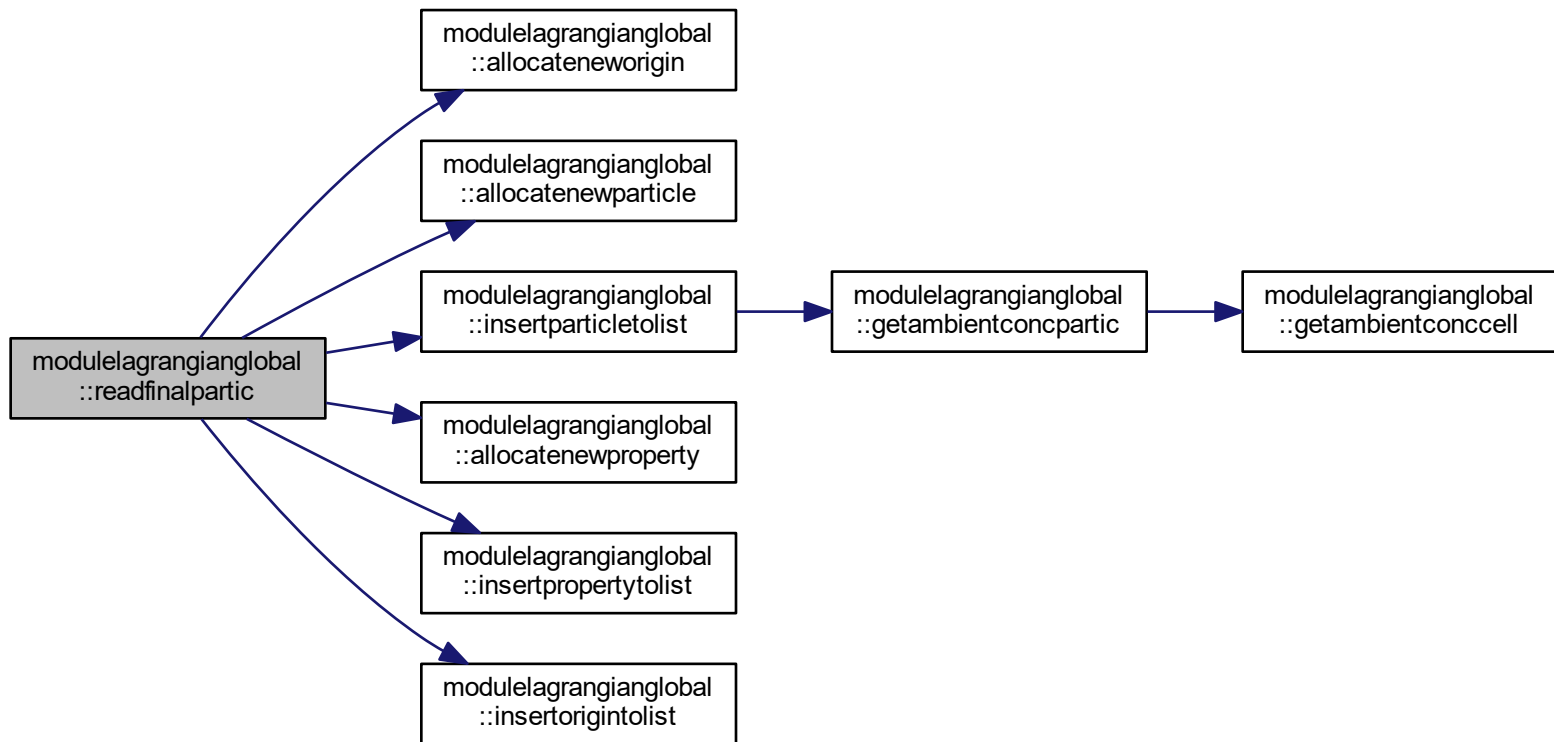 modulelagrangianglobal
::allocateneworigin
modulelagrangianglobal
::allocatenewparticle
modulelagrangianglobal
::insertparticletolist
modulelagrangianglobal
::getambientconcpartic
modulelagrangianglobal
::getambientconccell
modulelagrangianglobal
::readfinalpartic
modulelagrangianglobal
::allocatenewproperty
modulelagrangianglobal
::insertpropertytolist
modulelagrangianglobal
::insertorigintolist